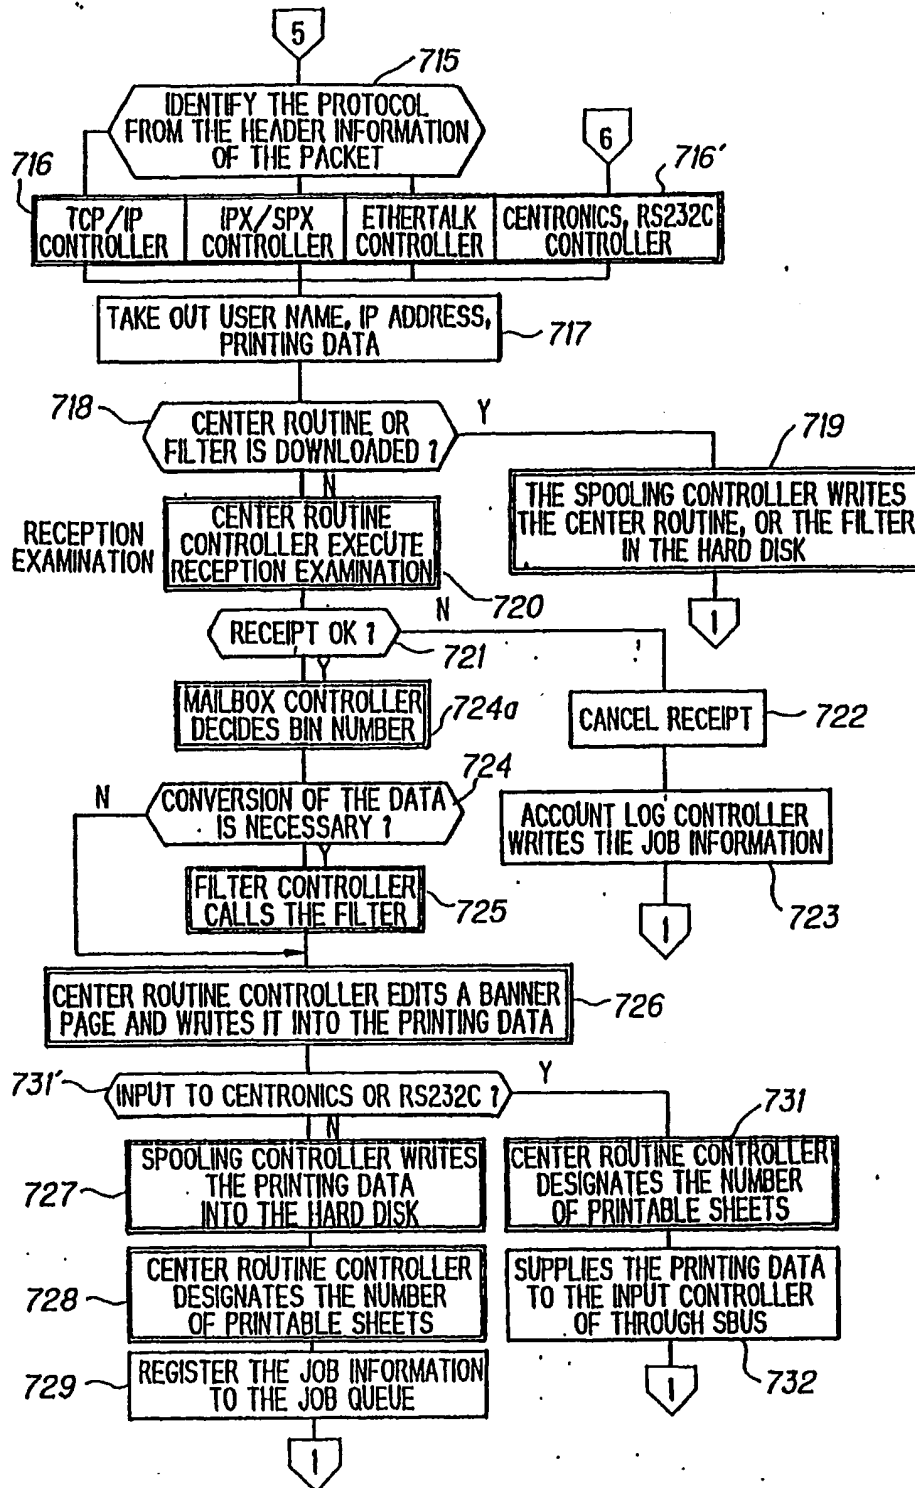 5
715
IDENTIFY THE PROTOCOL
FROM THE HEADER INFORMATION
OF THE PACKET
6
716
716'
TCP/IP
CONTROLLER
IPX/SPX
CONTROLLER
ETHERTALK
CONTROLLER
CENTRONICS, RS232C
CONTROLLER
TAKE OUT USER NAME, IP ADDRESS,
PRINTING DATA
717
718
CENTER ROUTINE OR
FILTER IS DOWNLOADED ?
Y
N
719
THE SPOOLING CONTROLLER WRITES
THE CENTER ROUTINE, OR THE FILTER
IN THE HARD DISK
1
RECEPTION
EXAMINATION
CENTER ROUTINE
CONTROLLER EXECUTE
RECEPTION EXAMINATION
720
RECEIPT OK ?
N
721
Y
MAILBOX CONTROLLER
DECIDES BIN NUMBER
724a
CANCEL RECEIPT
722
724
N
CONVERSION OF THE DATA
IS NECESSARY ?
Y
ACCOUNT LOG CONTROLLER
WRITES THE JOB INFORMATION
723
1
FILTER CONTROLLER
CALLS THE FILTER
725
CENTER ROUTINE CONTROLLER EDITS A BANNER
PAGE AND WRITES IT INTO THE PRINTING DATA
726
731'
INPUT TO CENTRONICS OR RS232C ?
Y
N
731
SPOOLING CONTROLLER WRITES
THE PRINTING DATA
INTO THE HARD DISK
727
CENTER ROUTINE CONTROLLER
DESIGNATES THE NUMBER
OF PRINTABLE SHEETS
728
CENTER ROUTINE CONTROLLER
DESIGNATES THE NUMBER
OF PRINTABLE SHEETS
SUPPLIES THE PRINTING DATA
TO THE INPUT CONTROLLER
OF THROUGH SBUS
732
1
729
REGISTER THE JOB INFORMATION
TO THE JOB QUEUE
1